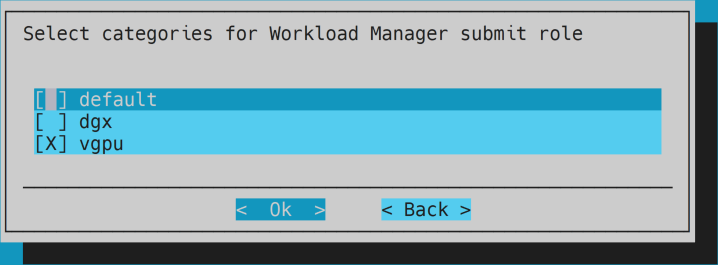 Select categories for Workload Manager submit role
[ ] default
[ ] dgx
[X] vgpu
< Ok > < Back >